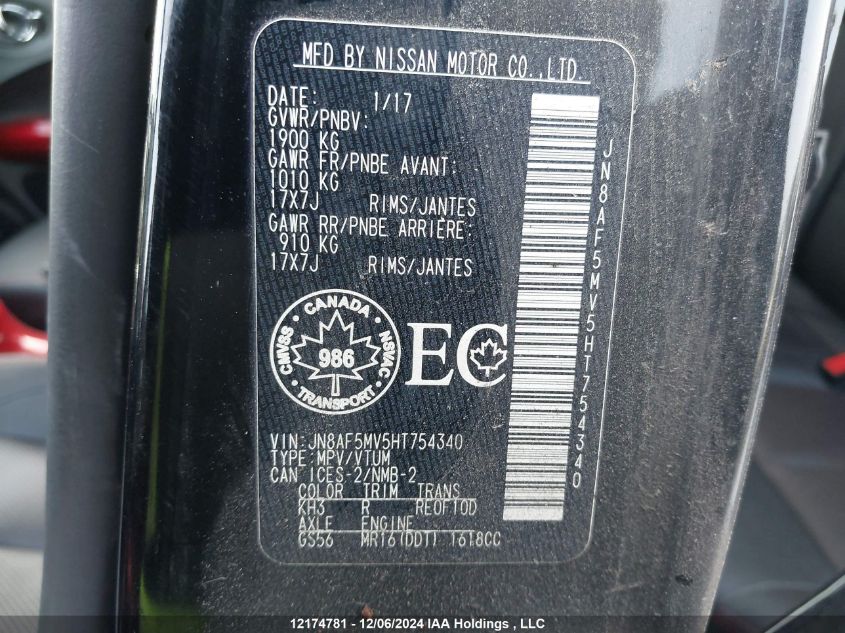 MFD BY NISSAN MOTOR CO.,LTD.
DATE: 1/17
GVWR/PNBV:
1900 KG
GAWR FR/PNBE AVANT:
1010 KG
17X7J RIMS/JANTES
GAWR RR/PNBE ARRIÈRE:
910 KG
17X7J RIMS/JANTES
CANADA
CMVSS NSVAC
986
TRANSPORT
EC
VIN:JN8AF5MV5HT754340
TYPE:MPV/VTUM
CAN ICES-2/NMB-2
COLOR TRIM TRANS
KH3 R RE0F10D
AXLE ENGINE
GS56 MR16(DDT) 1618CC
JN8AF5MV5HT754340
12174781 - 12/06/2024 IAA Holdings , LLC